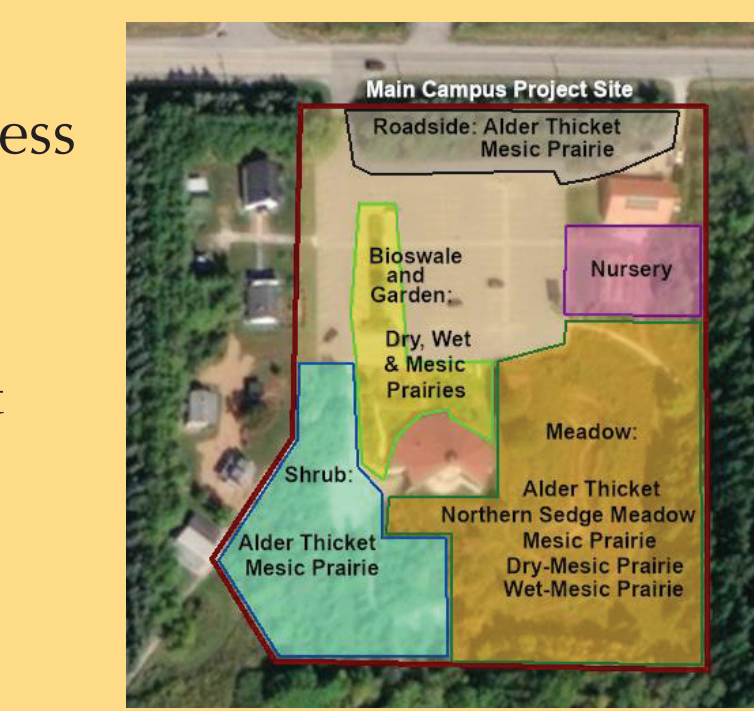 ess
t
Main Campus Project Site
Roadside: Alder Thicket
Mesic Prairie
Bioswale
and
Garden:
Dry, Wet
& Mesic
Prairies
Nursery
Meadow:
Alder Thicket
Northern Sedge Meadow
Mesic Prairie
Dry-Mesic Prairie
Wet-Mesic Prairie
Shrub:
Alder Thicket
Mesic Prairie